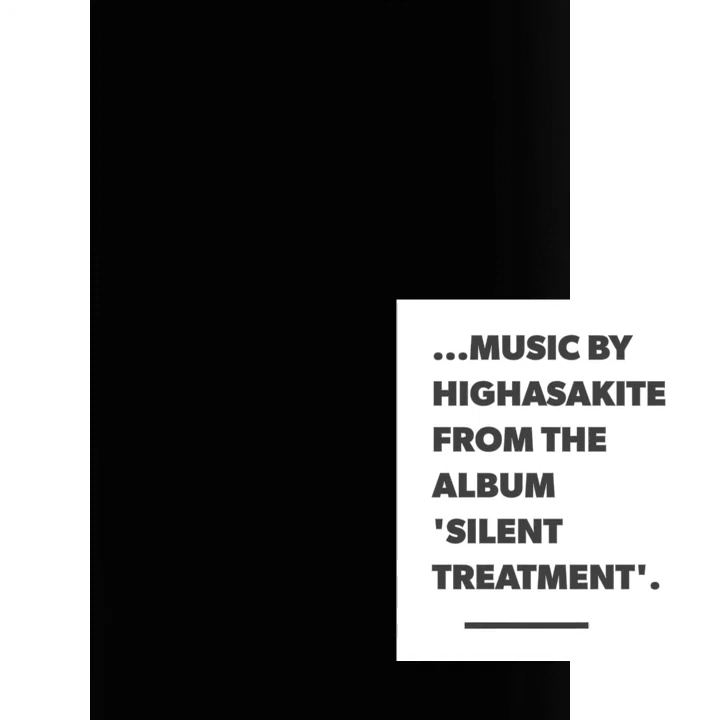 ...MUSIC BY
HIGHASAKITE
FROM THE
ALBUM
'SILENT
TREATMENT'.